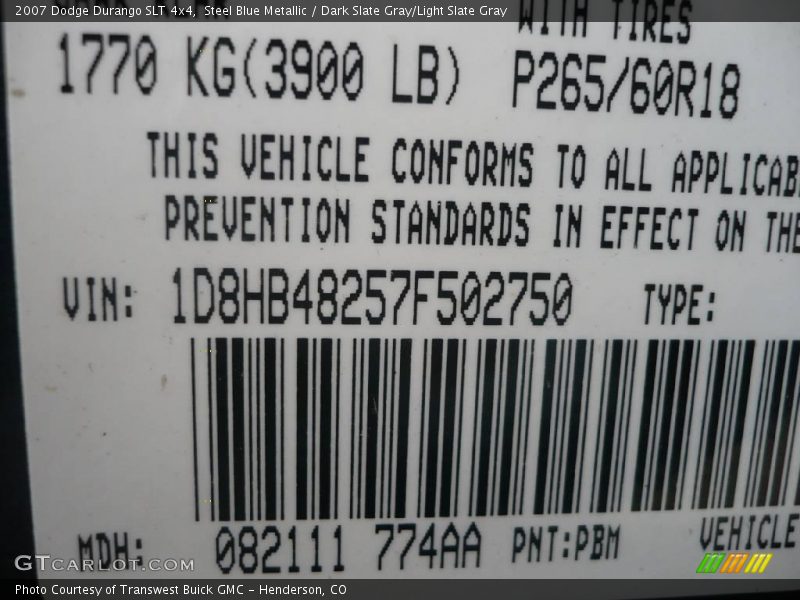 2007 Dodge Durango SLT 4x4, Steel Blue Metallic / Dark Slate Gray/Light Slate Gray
WITH TIRES
1770 KG(3900 LB) P265/60R18
THIS VEHICLE CONFORMS TO ALL APPLICAB
PREVENTION STANDARDS IN EFFECT ON THE
VIN: 1D8HB48257F502750 TYPE:
MDH: 082111 774AA PNT:PBM VEHICLE
GTCARLOT.COM
Photo Courtesy of Transwest Buick GMC – Henderson, CO